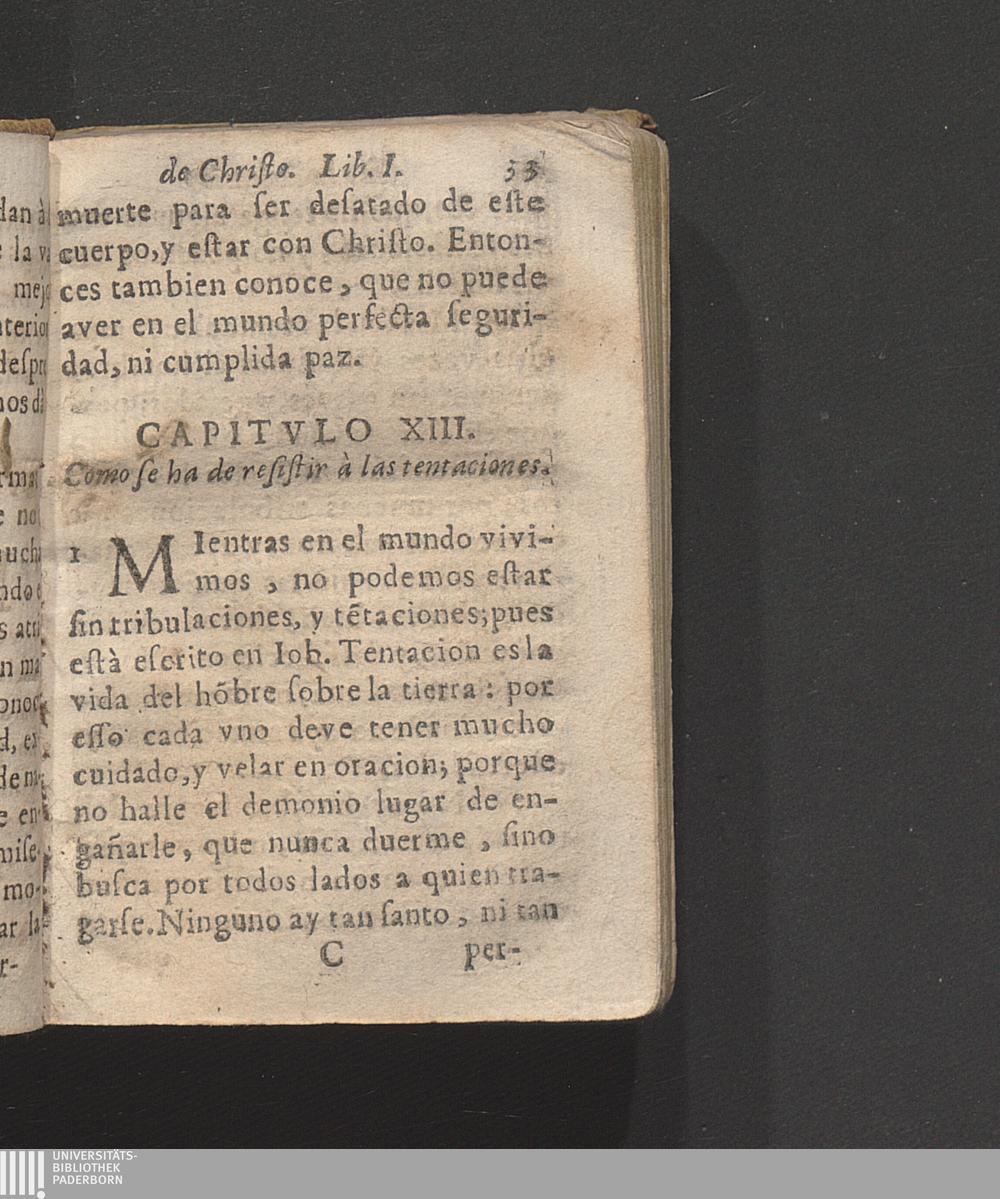 de Chriſto. Lib. I. 33
muerte para ſer deſatado de eſte
cuerpo,y eſtar con Chriſto. Enton-
ces tambien conoce, que no puede
aver en el mundo perfecta ſeguri-
dad, ni cumplida paz.
CAPITVLO XIII.
Como ſe ha de reſiſtir à las tentaciones.
1 MIentras en el mundo vivi-
mos , no podemos eſtar
ſin tribulaciones, y tẽtaciones;pues
eſtà eſcrito en Iob. Tentacion es la
vida del hõbre ſobre la tierra : por
eſſo cada vno deve tener mucho
cuidado,y velar en oracion; porque
no halle el demonio lugar de en-
gañarle, que nunca duerme , ſino
buſca por todos lados a quien tra-
garſe.Ninguno ay tan ſanto , ni tan
C per-
UNIVERSITÄTS-
BIBLIOTHEK
PADERBORN